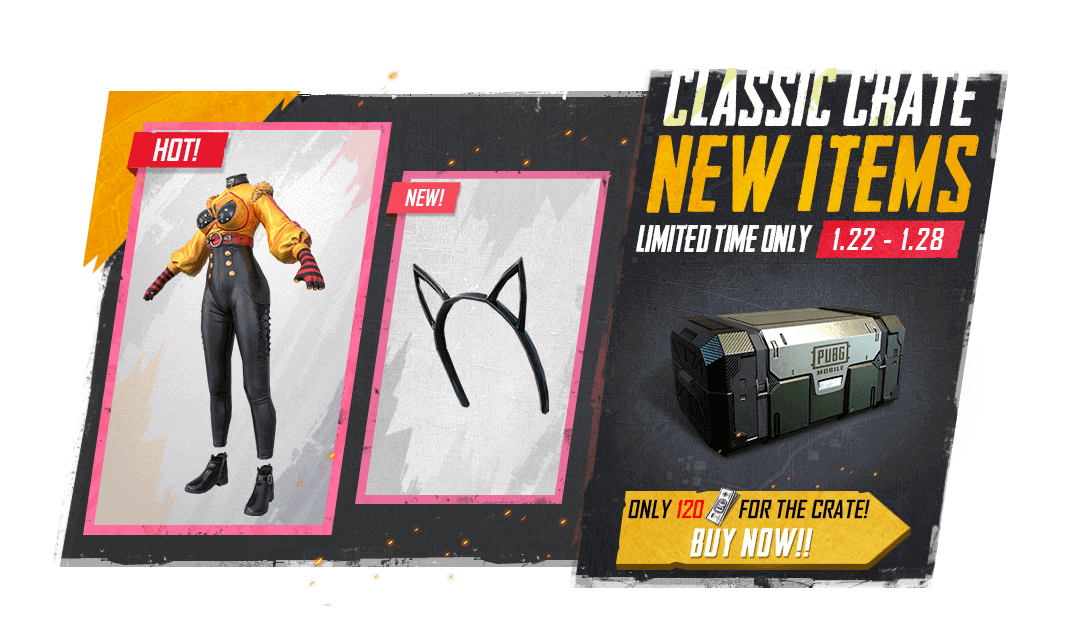 HOT!
NEW!
CLASSIC CRATE
NEW ITEMS
LIMITED TIME ONLY 1.22 - 1.28
PUBG
MOBILE
ONLY 120 UC FOR THE CRATE!
BUY NOW!!